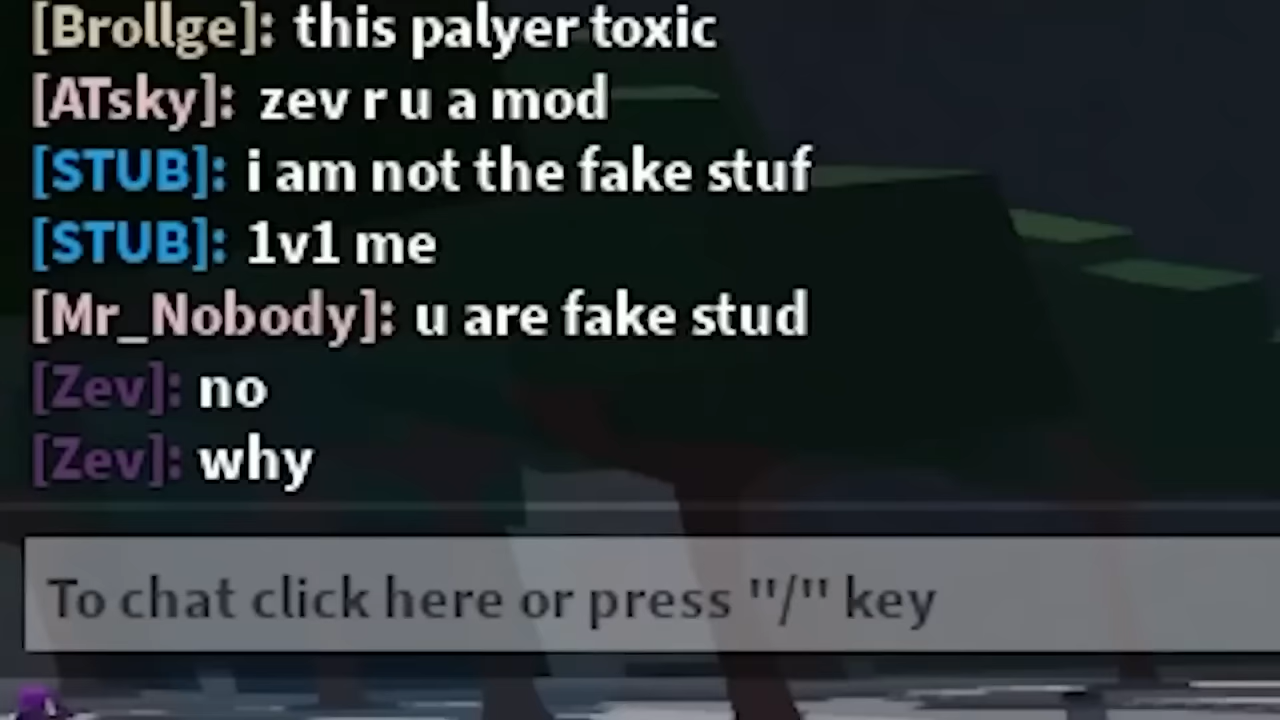 [Brollge]: this palyer toxic
[ATsky]: zev r u a mod
[STUB]: i am not the fake stuf
[STUB]: 1v1 me
[Mr_Nobody]: u are fake stud
[Zev]: no
[Zev]: why
To chat click here or press "/" key